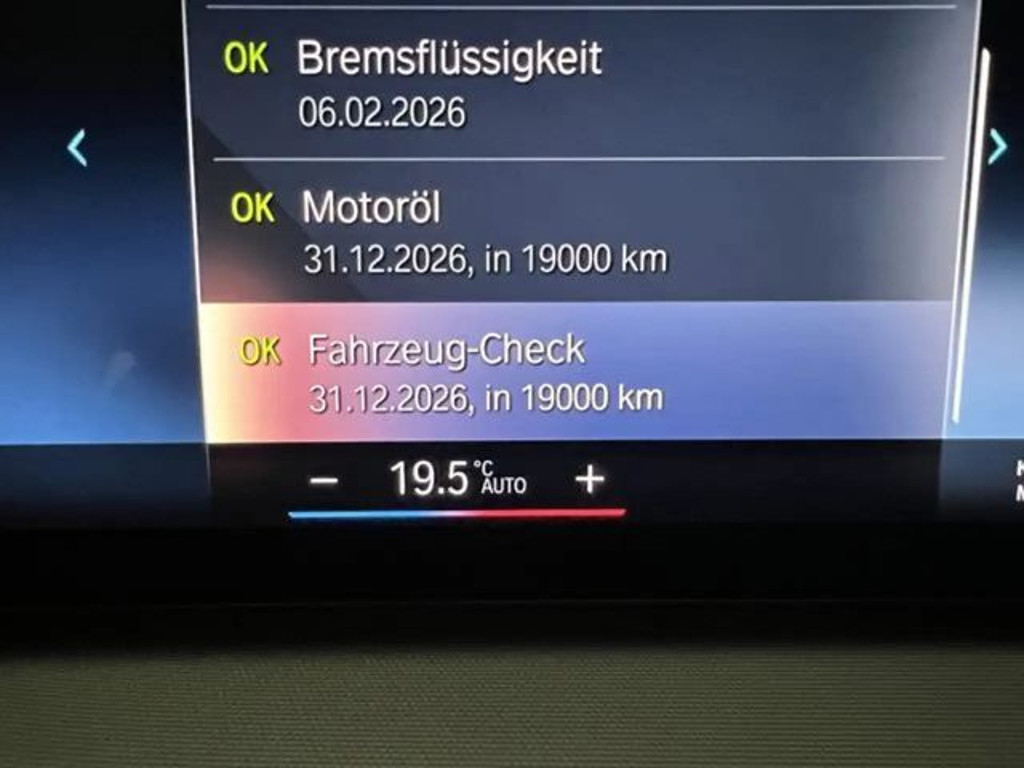 OK Bremsflüssigkeit
06.02.2026
OK Motoröl
31.12.2026, in 19000 km
OK Fahrzeug-Check
31.12.2026, in 19000 km
− 19.5 °C AUTO +